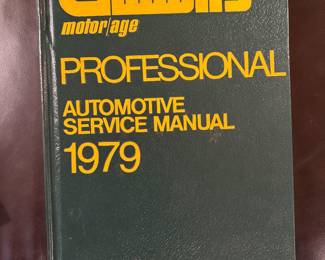 motor/age
PROFESSIONAL
AUTOMOTIVE
SERVICE MANUAL
1979